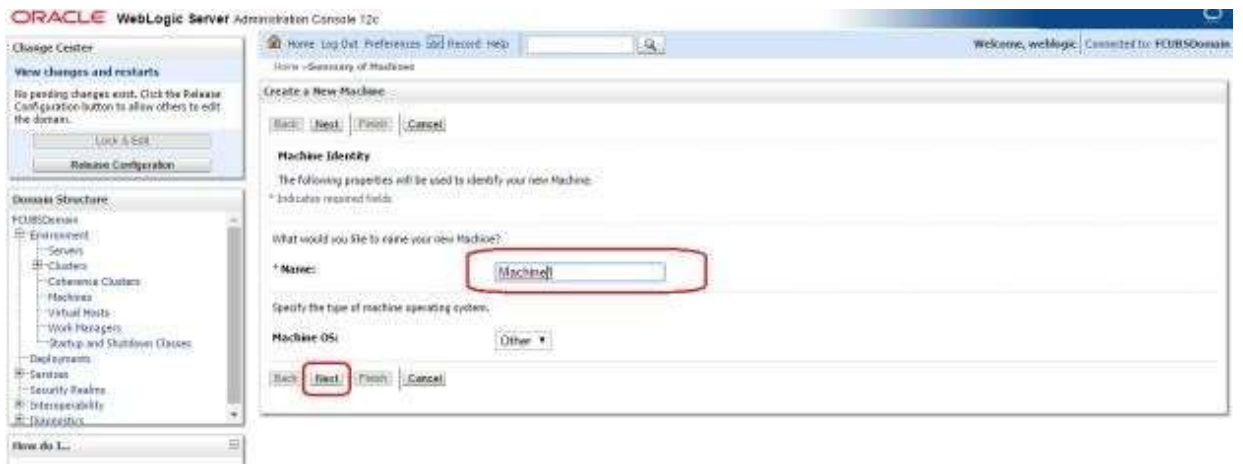 ORACLE WebLogic Server Administration Console 12c
Change Center
View changes and restarts
No pending changes exist. Click the Release
Configuration button to allow others to edit
the domain.
Lock & Edit
Release Configuration
Domain Structure
FCUBSDomain
Environment
Servers
Clusters
Coherence Clusters
Machines
Virtual Hosts
Work Managers
Startup and Shutdown Classes
Deployments
Services
Security Realms
Interoperability
Diagnostics
How do I...
Home Log Out Preferences Record Help
Welcome, weblogic Connected to: FCUBSDomain
Home >Summary of Machines
Create a New Machine
Back Next Finish Cancel
Machine Identity
The following properties will be used to identify your new Machine.
* Indicates required fields
What would you like to name your new Machine?
* Name: Machine1
Specify the type of machine operating system.
Machine OS: Other
Back Next Finish Cancel